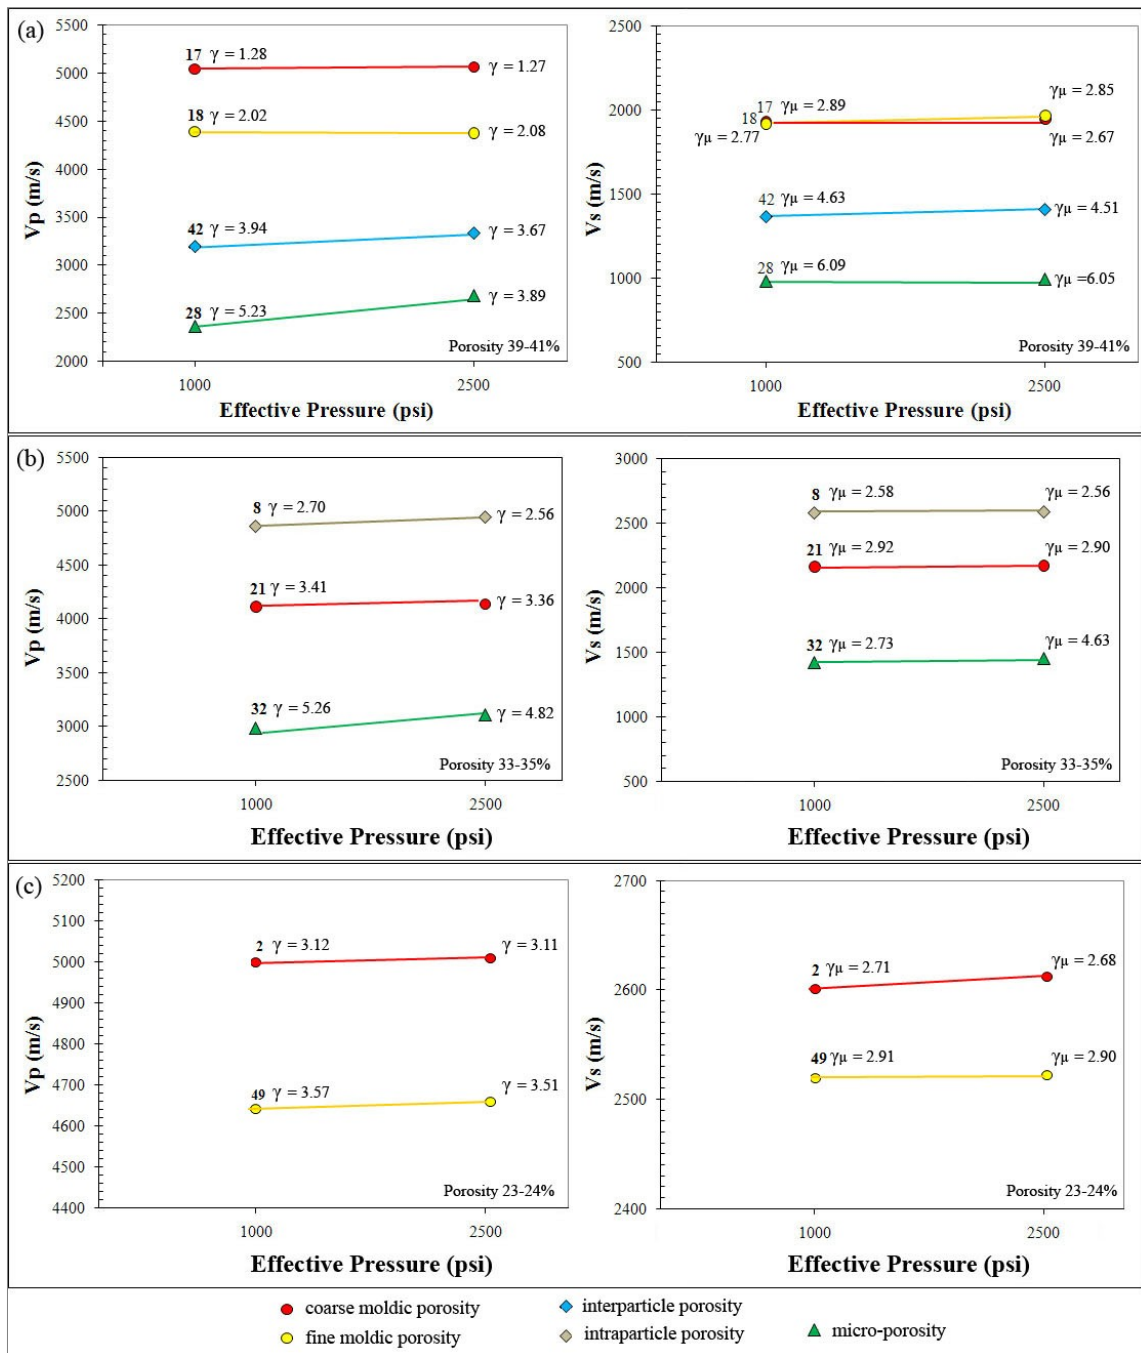 (a)
5500
5000
4500
4000
3500
3000
2500
2000
Vp (m/s)
17 γ = 1.28
γ = 1.27
18 γ = 2.02
γ = 2.08
42 γ = 3.94
γ = 3.67
28 γ = 5.23
γ = 3.89
Porosity 39-41%
1000
2500
Effective Pressure (psi)
2500
2000
1500
1000
500
Vs (m/s)
17 γμ = 2.89
γμ = 2.85
18
γμ = 2.77
γμ = 2.67
42 γμ = 4.63
γμ = 4.51
28 γμ = 6.09
γμ =6.05
Porosity 39-41%
1000
2500
Effective Pressure (psi)
(b)
5500
5000
4500
4000
3500
3000
2500
Vp (m/s)
8 γ = 2.70
γ = 2.56
21 γ = 3.41
γ = 3.36
32 γ = 5.26
γ = 4.82
Porosity 33-35%
1000
2500
Effective Pressure (psi)
3000
2500
2000
1500
1000
500
Vs (m/s)
8 γμ = 2.58
γμ = 2.56
21 γμ = 2.92
γμ = 2.90
32 γμ = 2.73
γμ = 4.63
Porosity 33-35%
1000
2500
Effective Pressure (psi)
(c)
5200
5100
5000
4900
4800
4700
4600
4500
4400
Vp (m/s)
2 γ = 3.12
γ = 3.11
49 γ = 3.57
γ = 3.51
Porosity 23-24%
1000
2500
Effective Pressure (psi)
2700
2600
2500
2400
Vs (m/s)
2 γμ = 2.71
γμ = 2.68
49 γμ = 2.91
γμ = 2.90
Porosity 23-24%
1000
2500
Effective Pressure (psi)
coarse moldic porosity
interparticle porosity
fine moldic porosity
intraparticle porosity
micro-porosity